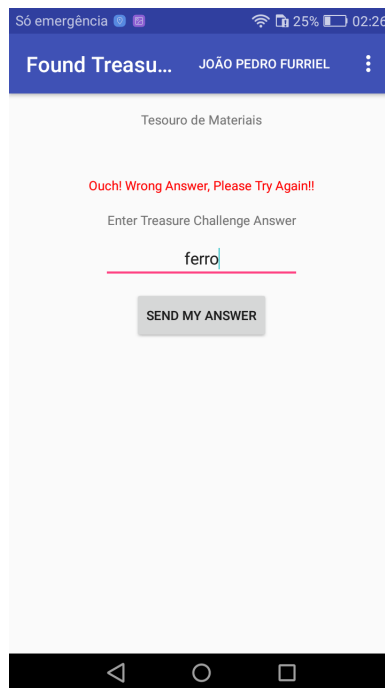 Só emergência 25% 02:26
Found Treasu... JOÃO PEDRO FURRIEL
Tesouro de Materiais
Ouch! Wrong Answer, Please Try Again!!
Enter Treasure Challenge Answer
ferro
SEND MY ANSWER